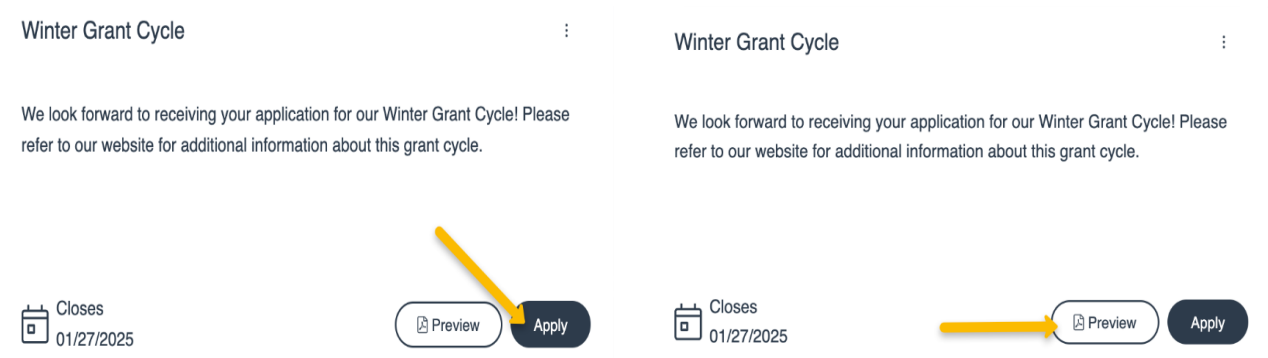 Winter Grant Cycle
We look forward to receiving your application for our Winter Grant Cycle! Please
refer to our website for additional information about this grant cycle.
Closes
01/27/2025
Preview
Apply
Winter Grant Cycle
We look forward to receiving your application for our Winter Grant Cycle! Please
refer to our website for additional information about this grant cycle.
Closes
01/27/2025
Preview
Apply